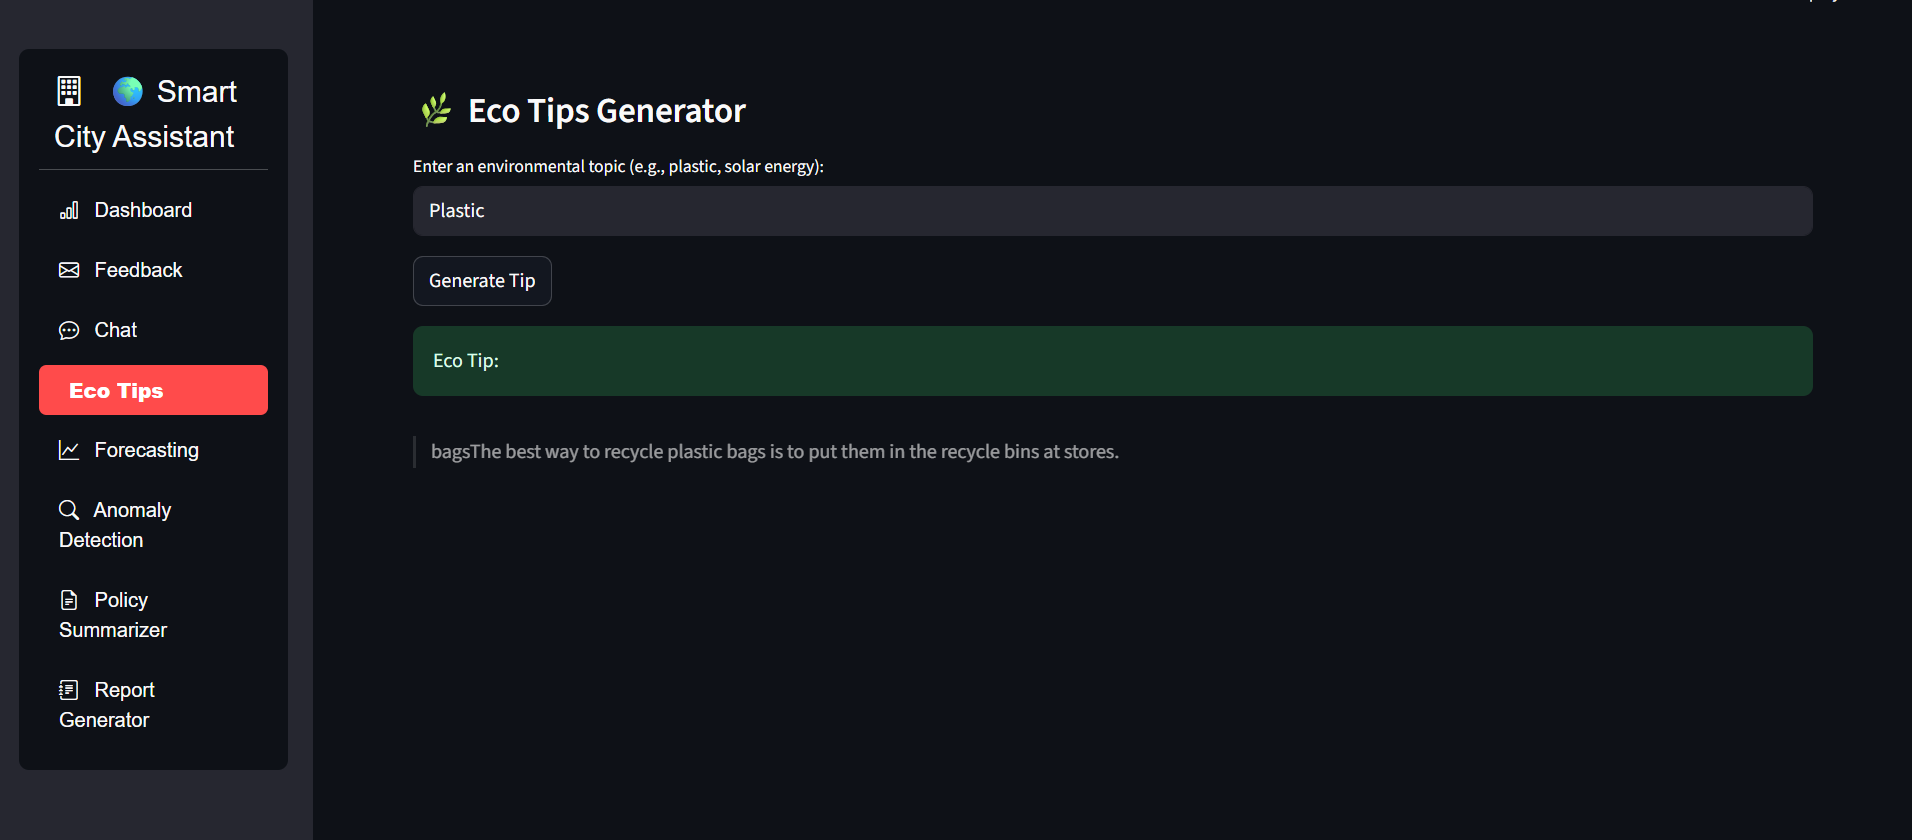 Smart
City Assistant
Dashboard
Feedback
Chat
Eco Tips
Forecasting
Anomaly
Detection
Policy
Summarizer
Report
Generator
Eco Tips Generator
Enter an environmental topic (e.g., plastic, solar energy):
Plastic
Generate Tip
Eco Tip:
bagsThe best way to recycle plastic bags is to put them in the recycle bins at stores.